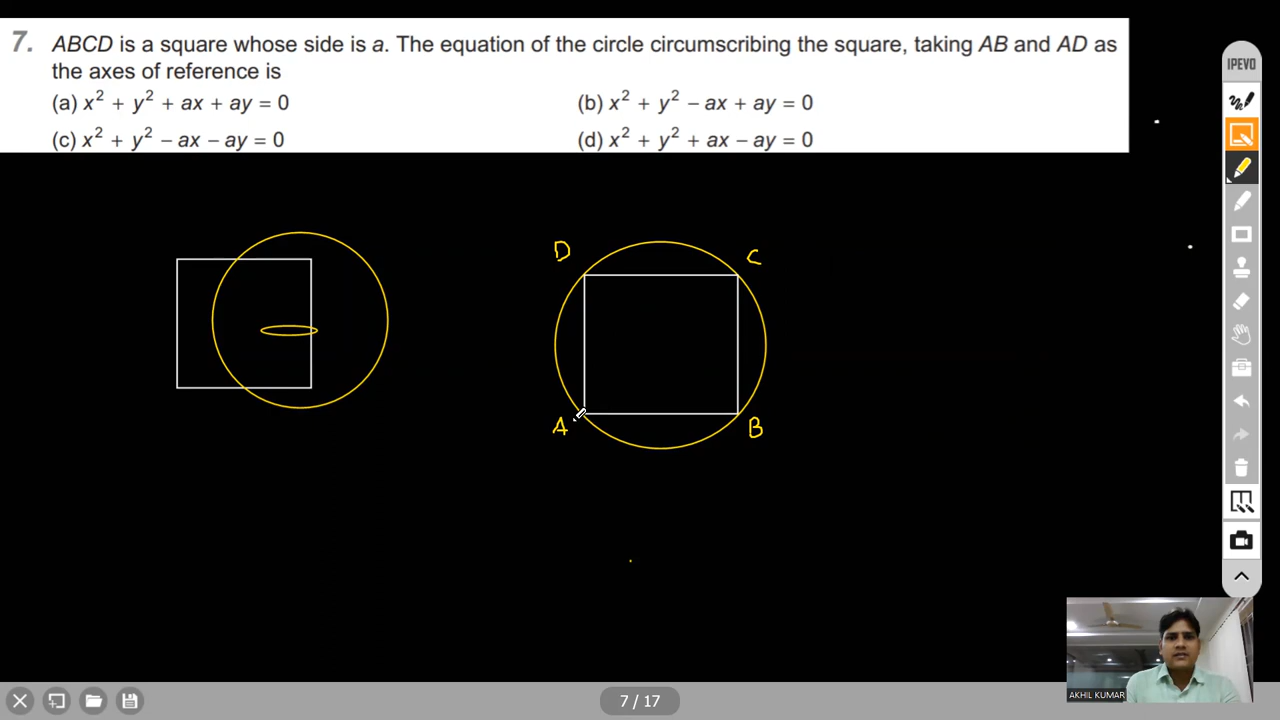 7. ABCD is a square whose side is a. The equation of the circle circumscribing the square, taking AB and AD as
the axes of reference is
(a) x² + y² + ax + ay = 0 (b) x² + y² − ax + ay = 0
(c) x² + y² − ax − ay = 0 (d) x² + y² + ax − ay = 0
IPEVO
D C
A B
AKHIL KUMAR
7 / 17